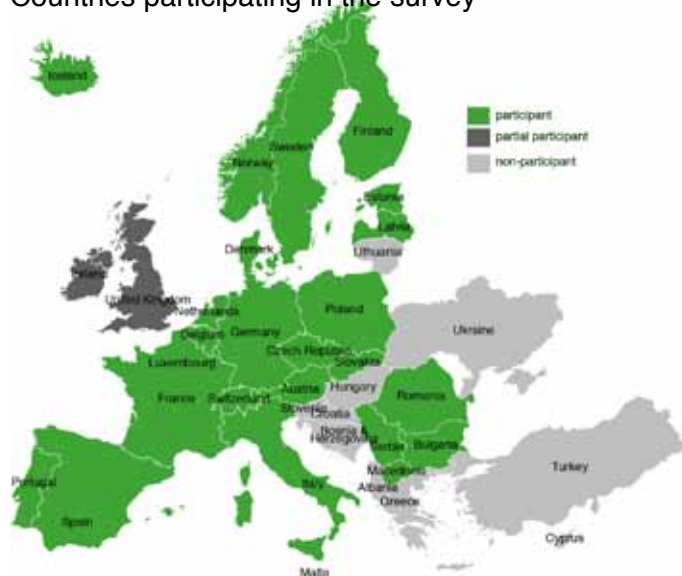 Countries participating in the survey
Iceland
participant
partial participant
non-participant
Finland
Sweden
Norway
Estonia
Latvia
Denmark
Lithuania
Ireland
United Kingdom
Netherlands
Poland
Belgium
Germany
Ukraine
Czech Republic
Luxembourg
Slovakia
Austria
Hungary
France
Switzerland
Romania
Slovenia
Croatia
Bosnia &
Herzegovina
Serbia
Bulgaria
Macedonia
Turkey
Portugal
Italy
Albania
Greece
Spain
Cyprus
Malta